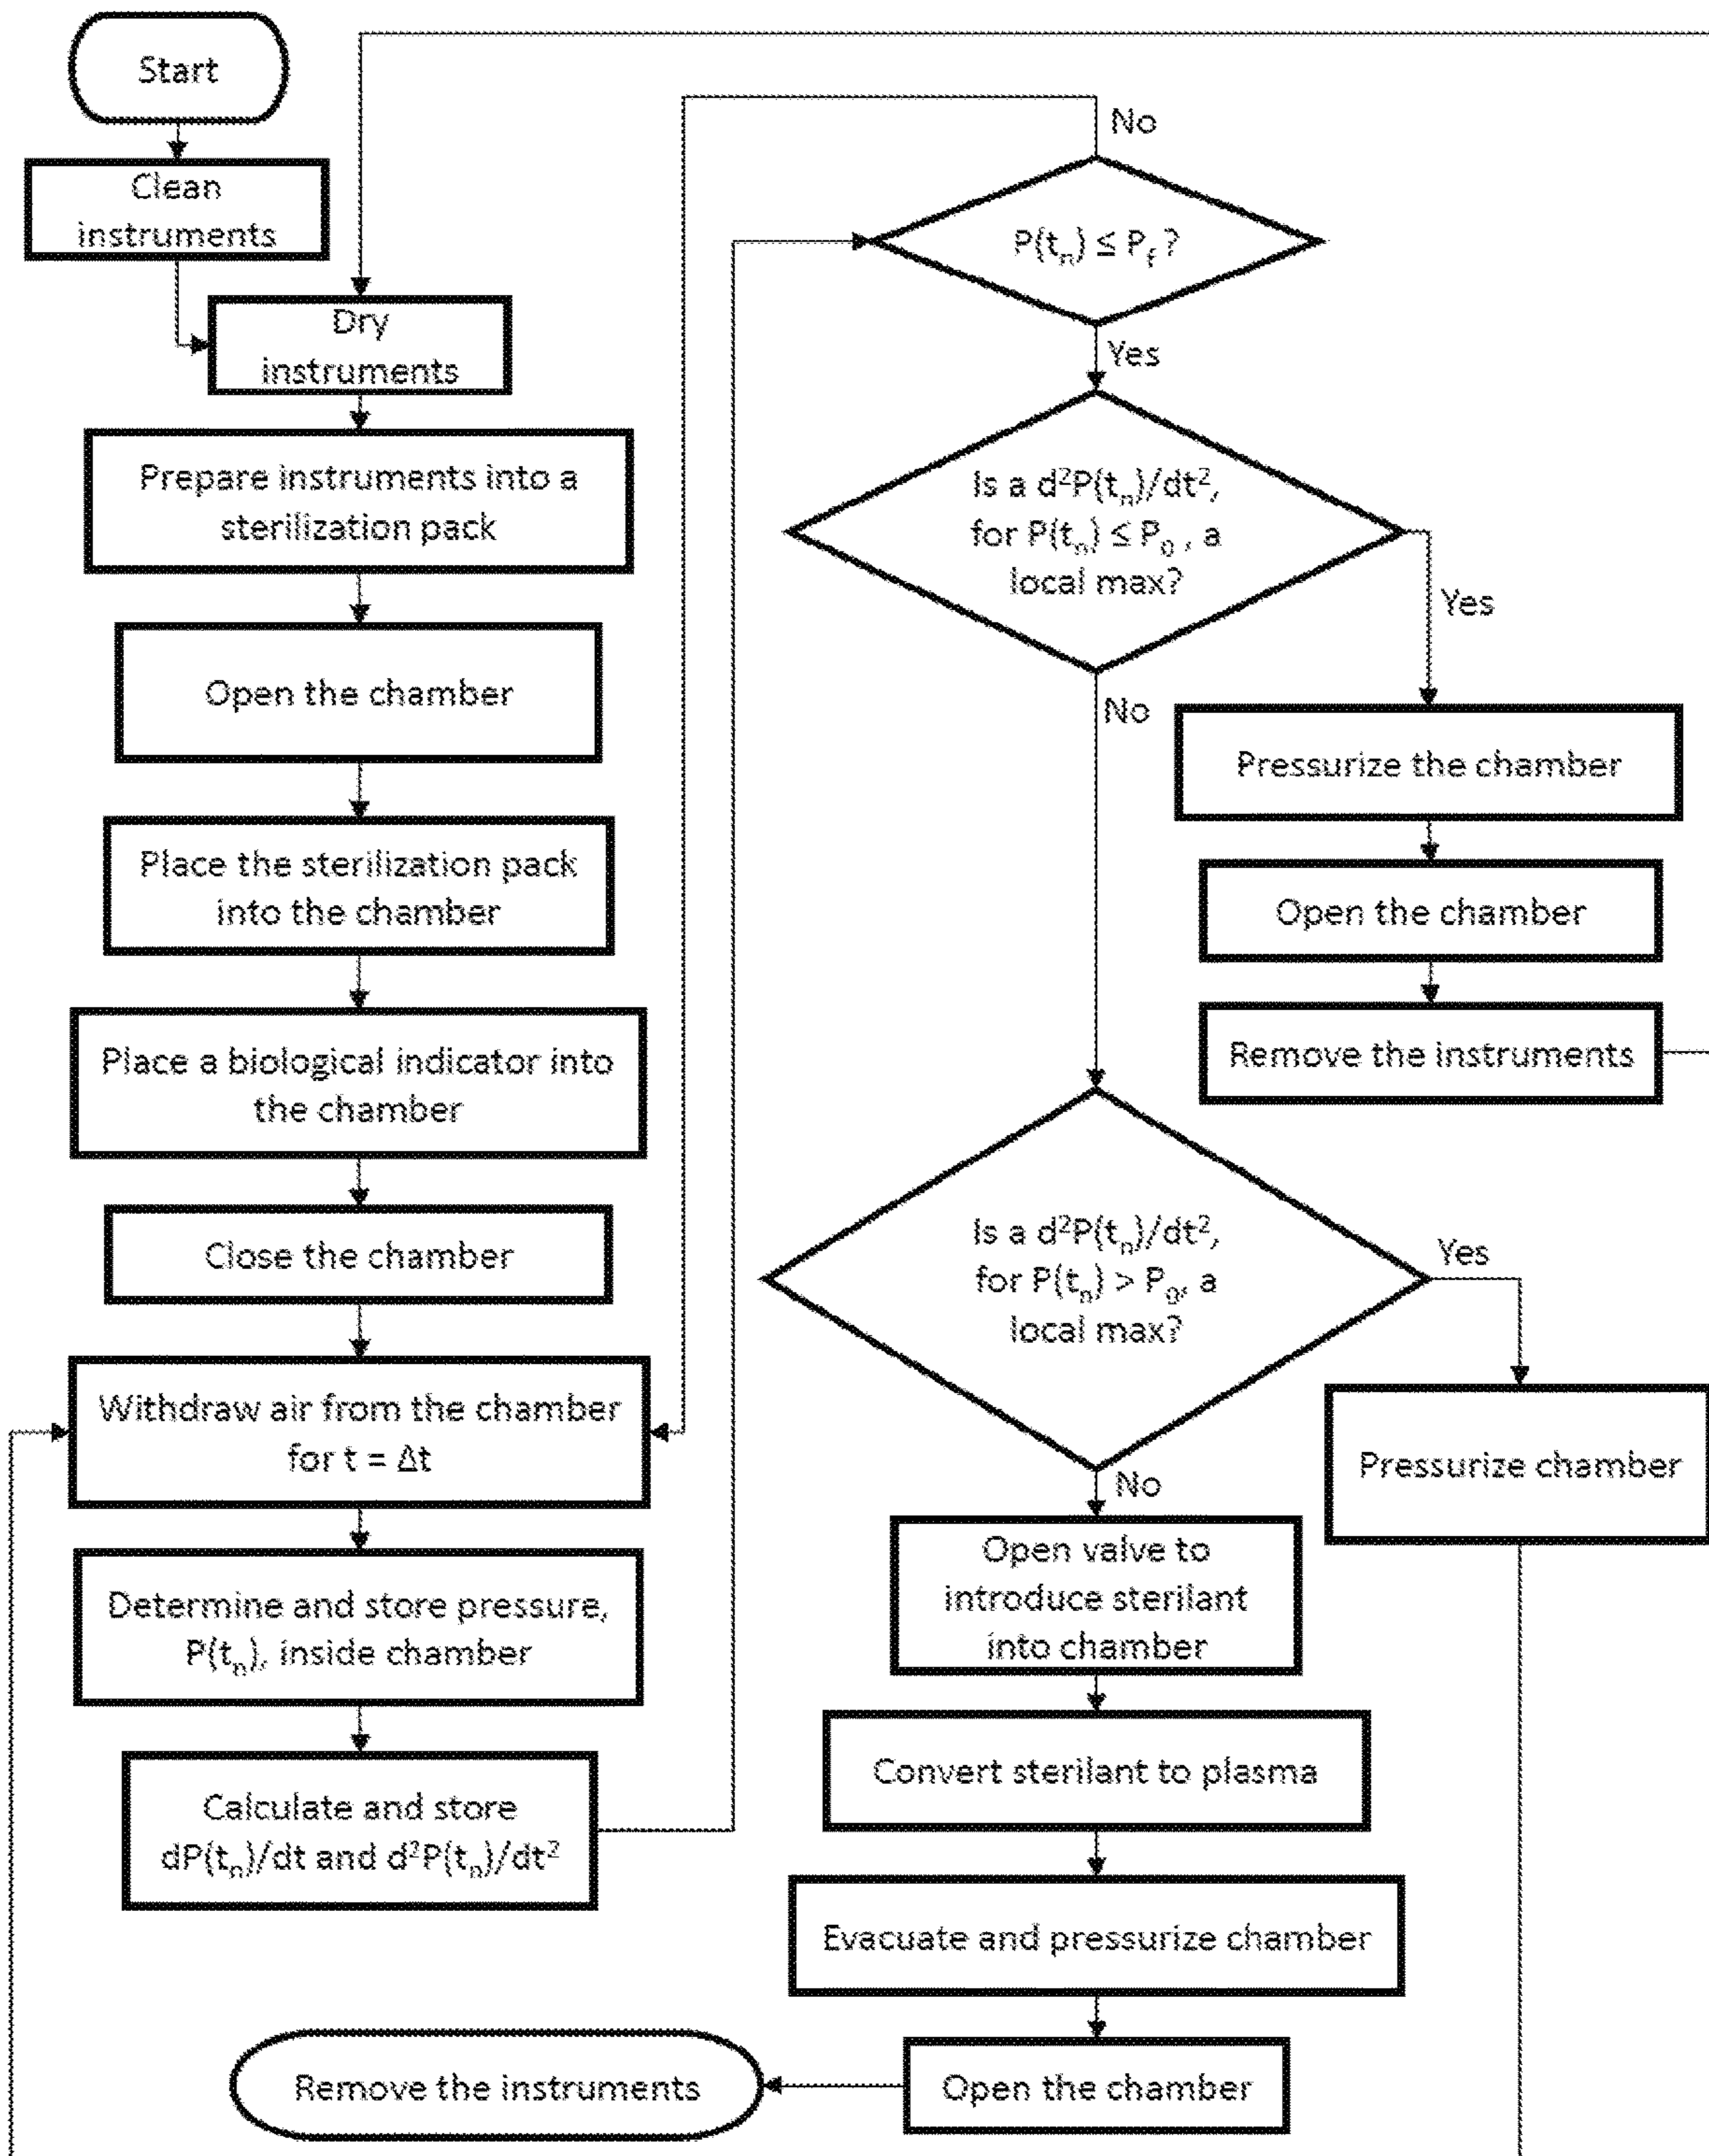 Start
Clean
instruments
Dry
instruments
Prepare instruments into a
sterilization pack
Open the chamber
Place the sterilization pack
into the chamber
Place a biological indicator into
the chamber
Close the chamber
Withdraw air from the chamber
for t = Δt
Determine and store pressure,
P(tₙ), inside chamber
Calculate and store
dP(tₙ)/dt and d²P(tₙ)/dt²
No
P(tₙ) ≤ P_f ?
Yes
Is a d²P(tₙ)/dt²,
for P(tₙ) ≤ P₀ , a
local max?
Yes
No
Pressurize the chamber
Open the chamber
Remove the instruments
Is a d²P(tₙ)/dt²,
for P(tₙ) > P₀, a
local max?
Yes
Pressurize chamber
No
Open valve to
introduce sterilant
into chamber
Convert sterilant to plasma
Evacuate and pressurize chamber
Open the chamber
Remove the instruments